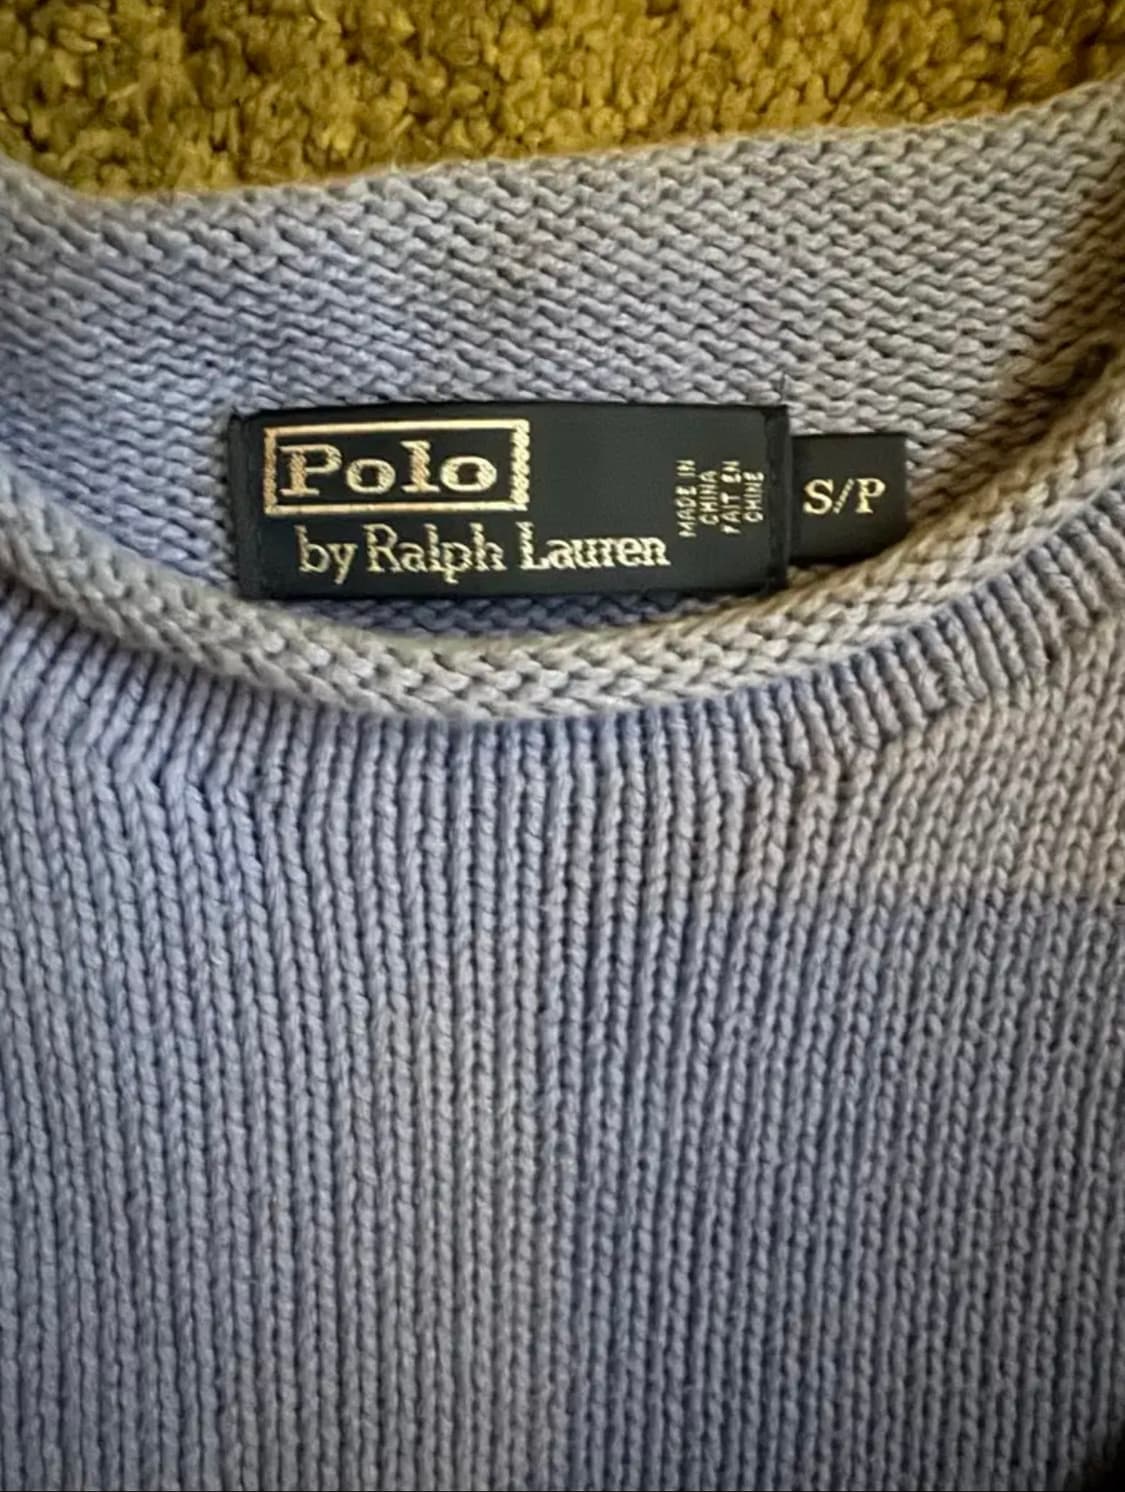 Polo
by Ralph Lauren
MADE IN
CHINA
FAIT EN
CHINE
S/P